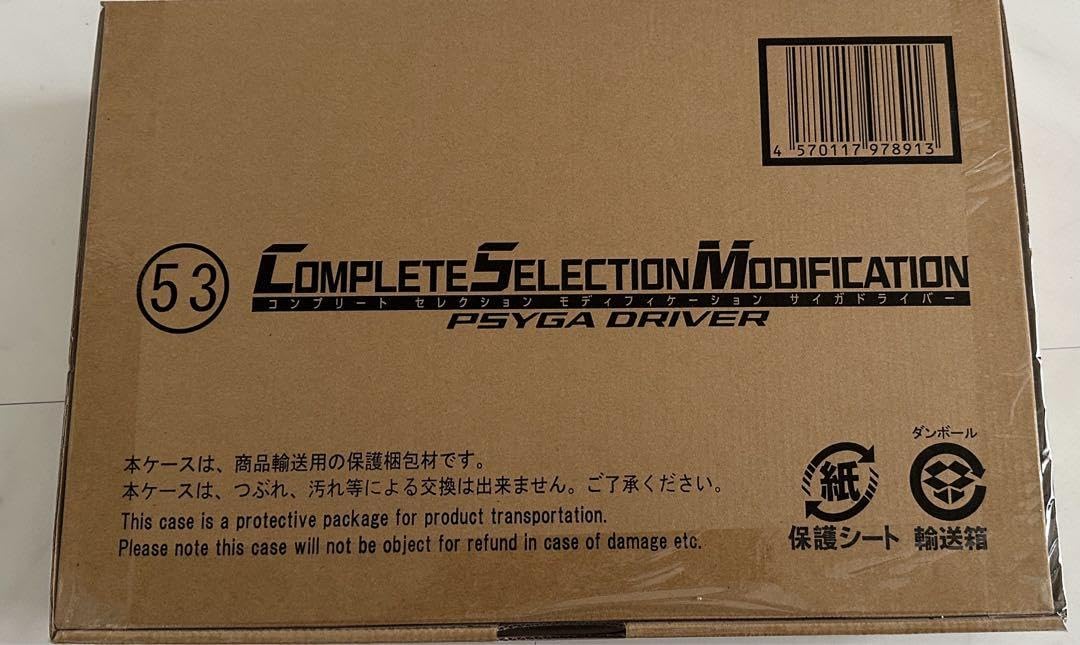 4 570117 978913
53
COMPLETE SELECTION MODIFICATION
コンプリート セレクション モディフィケーション サイガドライバー
PSYGA DRIVER
本ケースは、商品輸送用の保護梱包材です。
本ケースは、つぶれ、汚れ等による交換は出来ません。ご了承ください。
This case is a protective package for product transportation.
Please note this case will not be object for refund in case of damage etc.
紙
保護シート
ダンボール
輸送箱